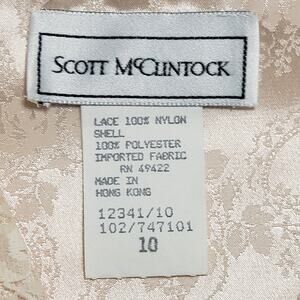 SCOTT McCLINTOCK
LACE 100% NYLON
SHELL
100% POLYESTER
IMPORTED FABRIC
RN 49422
MADE IN
HONG KONG
12341/10
102/747101
10